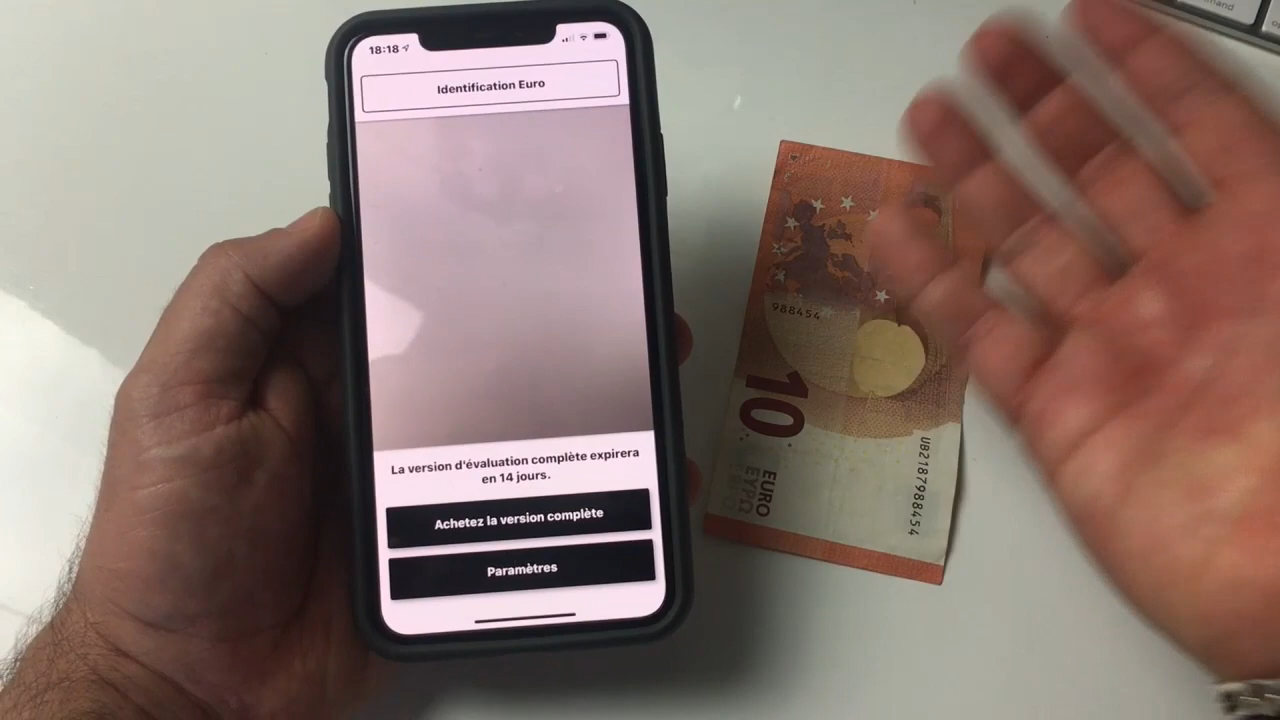 18:18
Identification Euro
La version d'évaluation complète expirera
en 14 jours.
Achetez la version complète
Paramètres
988454
10
EURO
ΕΥΡΩ
UB2187988454